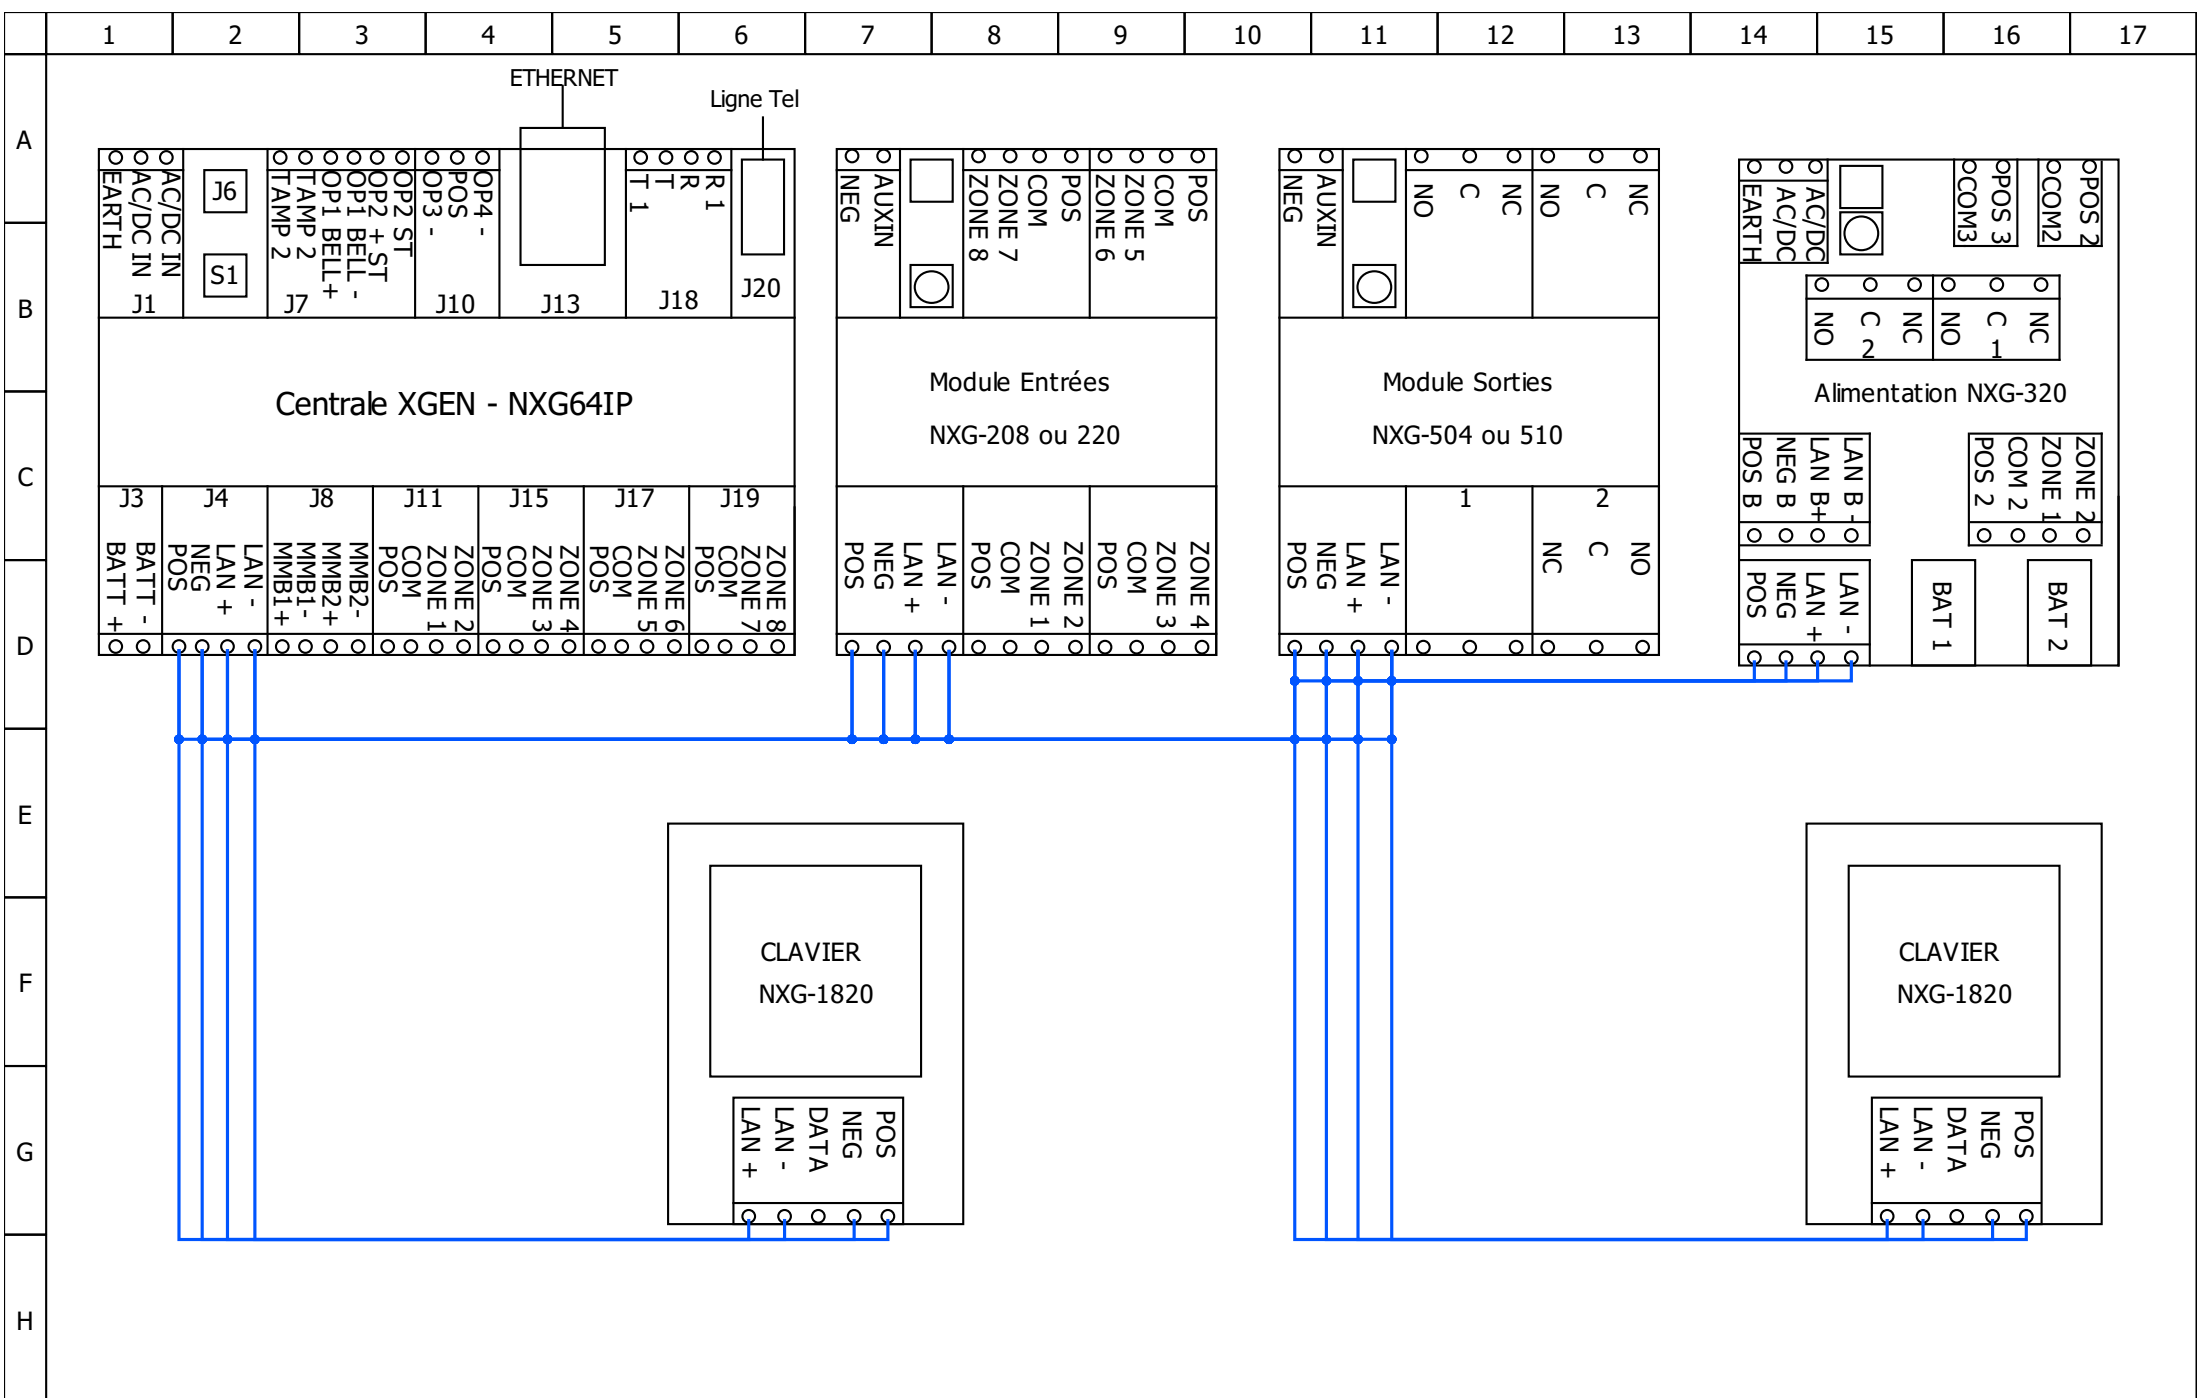 1 2 3 4 5 6 7 8 9 10 11 12 13 14 15 16 17
A
B
C
D
E
F
G
H
ETHERNET
Ligne Tel
EARTH
AC/DC IN
AC/DC IN
J1
J6
S1
TAMP 2
TAMP 2
OP1 BELL+
OP1 BELL -
OP2 + ST
OP2 ST
J7
OP3 -
POS
OP4 -
J10
J13
T 1
T
R
R 1
J18
J20
Centrale XGEN - NXG64IP
J3
BATT +
BATT -
J4
POS
NEG
LAN +
LAN -
J8
MMB1+
MMB1-
MMB2+
MMB2-
J11
POS
COM
ZONE 1
ZONE 2
J15
POS
COM
ZONE 3
ZONE 4
J17
POS
COM
ZONE 5
ZONE 6
J19
POS
COM
ZONE 7
ZONE 8
NEG
AUXIN
ZONE 8
ZONE 7
COM
POS
ZONE 6
ZONE 5
COM
POS
Module Entrées
NXG-208 ou 220
POS
NEG
LAN +
LAN -
POS
COM
ZONE 1
ZONE 2
POS
COM
ZONE 3
ZONE 4
NEG
AUXIN
NO
C
NC
NO
C
NC
Module Sorties
NXG-504 ou 510
POS
NEG
LAN +
LAN -
1
2
NC
C
NO
EARTH
AC/DC
AC/DC
COM3
POS 3
COM2
POS 2
NO
C
2
NC
NO
C
1
NC
Alimentation NXG-320
POS B
NEG B
LAN B+
LAN B -
POS 2
COM 2
ZONE 1
ZONE 2
POS
NEG
LAN +
LAN -
BAT 1
BAT 2
CLAVIER
NXG-1820
LAN +
LAN -
DATA
NEG
POS
CLAVIER
NXG-1820
LAN +
LAN -
DATA
NEG
POS